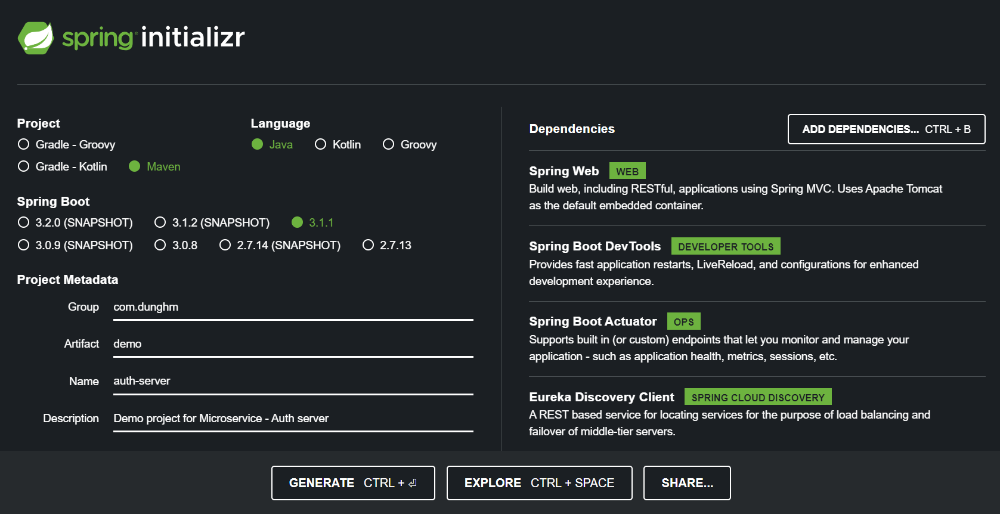 spring initializr
Project
Gradle - Groovy
Gradle - Kotlin Maven
Language
Java Kotlin Groovy
Spring Boot
3.2.0 (SNAPSHOT) 3.1.2 (SNAPSHOT) 3.1.1
3.0.9 (SNAPSHOT) 3.0.8 2.7.14 (SNAPSHOT) 2.7.13
Project Metadata
Group com.dunghm
Artifact demo
Name auth-server
Description Demo project for Microservice - Auth server
Dependencies
ADD DEPENDENCIES... CTRL + B
Spring Web WEB
Build web, including RESTful, applications using Spring MVC. Uses Apache Tomcat
as the default embedded container.
Spring Boot DevTools DEVELOPER TOOLS
Provides fast application restarts, LiveReload, and configurations for enhanced
development experience.
Spring Boot Actuator OPS
Supports built in (or custom) endpoints that let you monitor and manage your
application - such as application health, metrics, sessions, etc.
Eureka Discovery Client SPRING CLOUD DISCOVERY
A REST based service for locating services for the purpose of load balancing and
failover of middle-tier servers.
GENERATE CTRL + ⏎
EXPLORE CTRL + SPACE
SHARE...